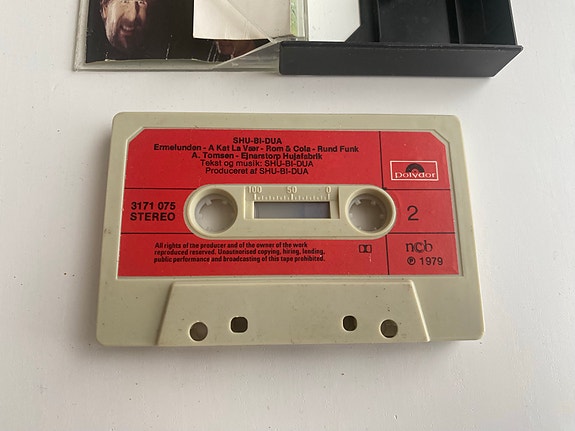 SHU-BI-DUA
Ermelunden - A Kat La Vær - Rom & Cola - Rund Funk
A. Tomsen - Ejnarstorp Hujsfabrik
Tekst og musik: SHU-BI-DUA
Produceret af SHU-BI-DUA
polydor
3171 075
STEREO
100 50 0
2
All rights of the producer and of the owner of the work
reproduced reserved. Unauthorised copying, hiring, lending,
public performance and broadcasting of this tape prohibited.
ncb
℗ 1979